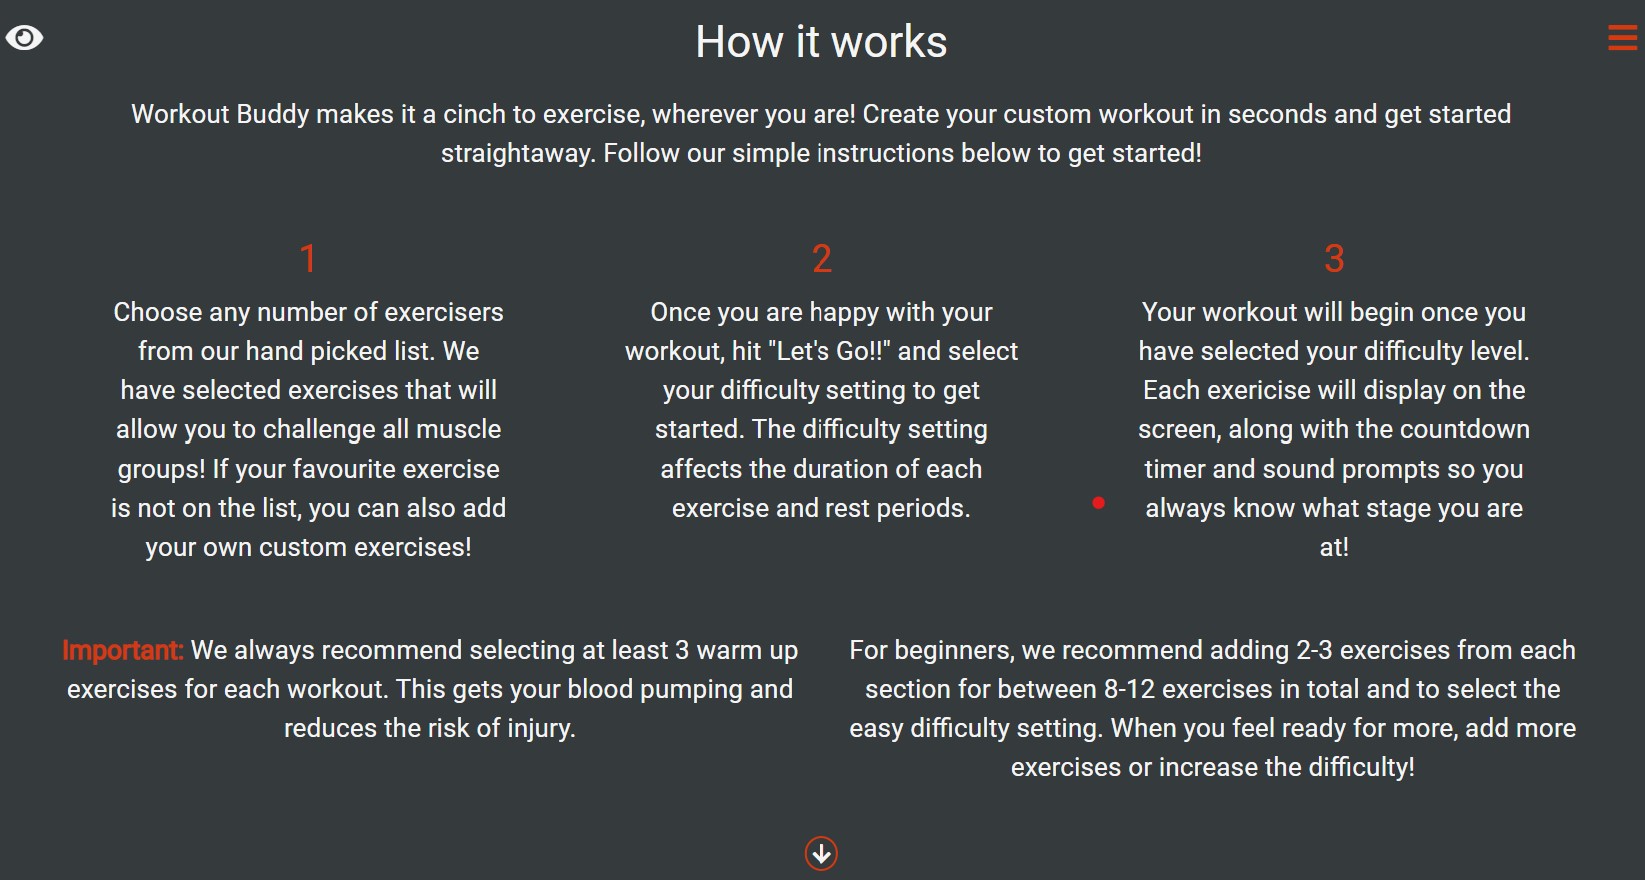 How it works
Workout Buddy makes it a cinch to exercise, wherever you are! Create your custom workout in seconds and get started
straightaway. Follow our simple instructions below to get started!
1
Choose any number of exercisers
from our hand picked list. We
have selected exercises that will
allow you to challenge all muscle
groups! If your favourite exercise
is not on the list, you can also add
your own custom exercises!
2
Once you are happy with your
workout, hit "Let's Go!!" and select
your difficulty setting to get
started. The difficulty setting
affects the duration of each
exercise and rest periods.
3
Your workout will begin once you
have selected your difficulty level.
Each exericise will display on the
screen, along with the countdown
timer and sound prompts so you
always know what stage you are
at!
Important: We always recommend selecting at least 3 warm up
exercises for each workout. This gets your blood pumping and
reduces the risk of injury.
For beginners, we recommend adding 2-3 exercises from each
section for between 8-12 exercises in total and to select the
easy difficulty setting. When you feel ready for more, add more
exercises or increase the difficulty!